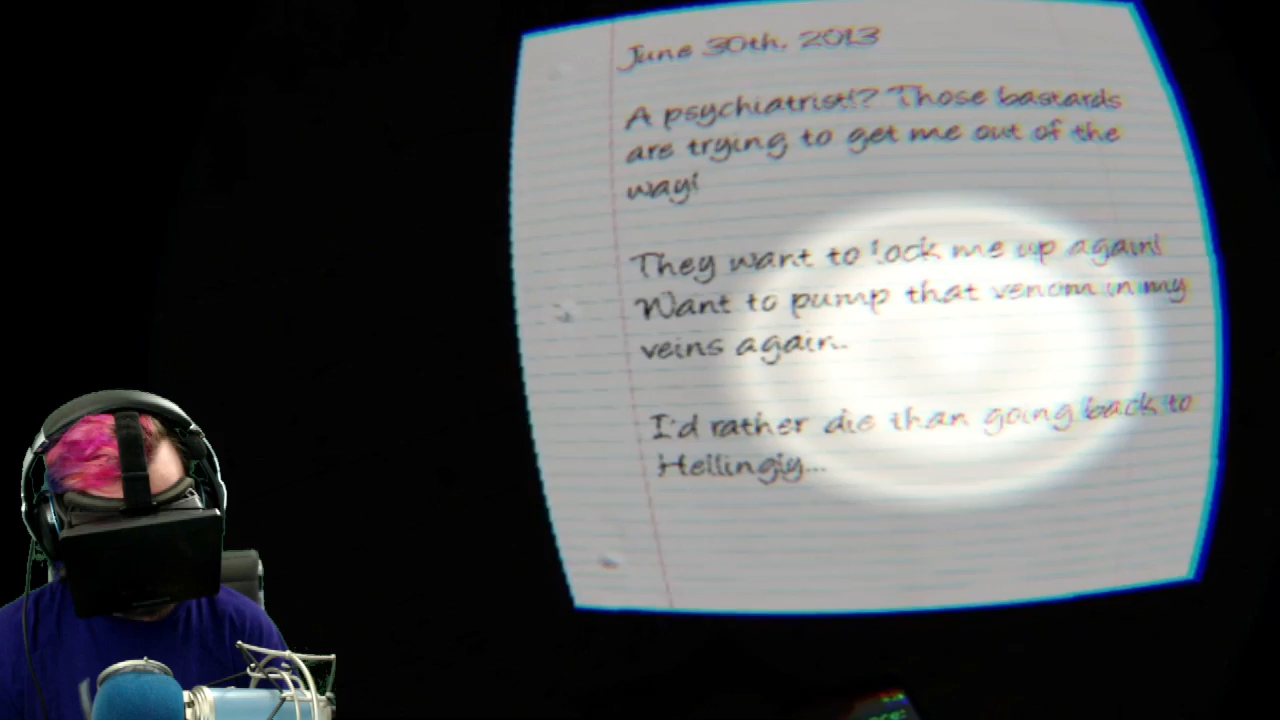 June 30th, 2013
A psychiatrist!? Those bastards
are trying to get me out of the
way!
They want to lock me up again!
Want to pump that venom in my
veins again..
I'd rather die than going back to